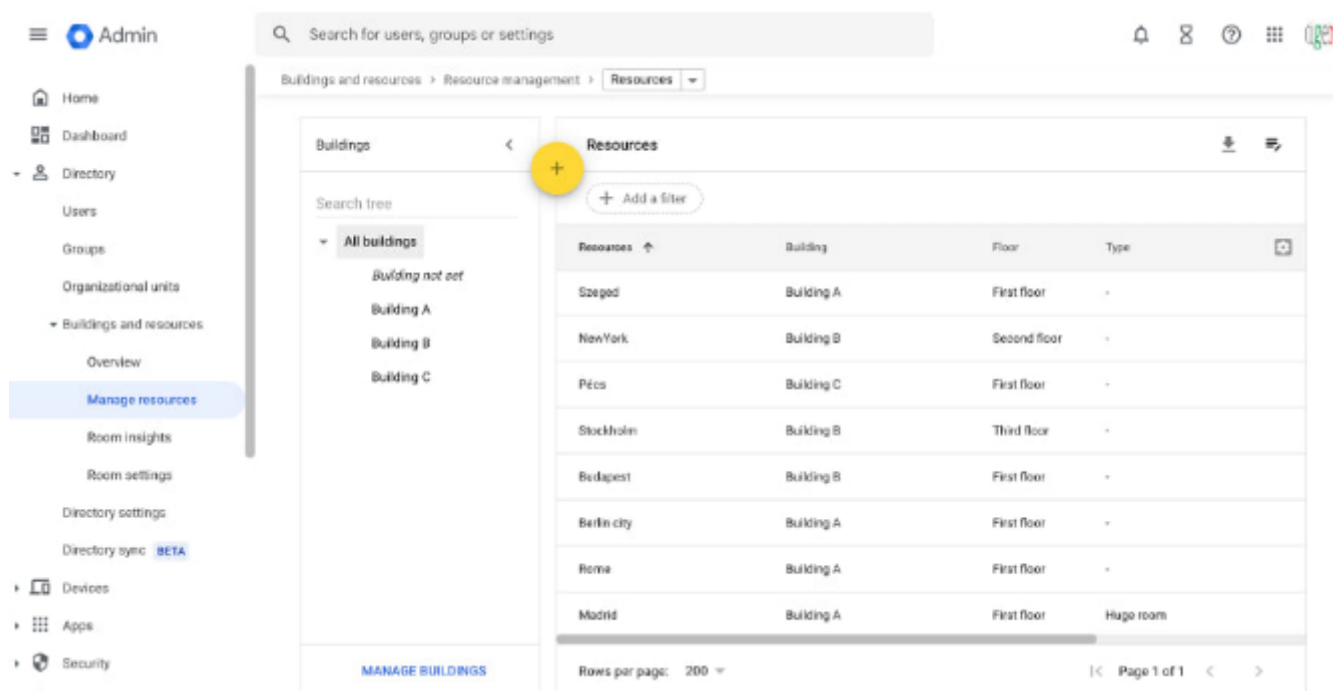 Admin
Search for users, groups or settings
Buildings and resources > Resource management > Resources
Home
Dashboard
Directory
Users
Groups
Organizational units
Buildings and resources
Overview
Manage resources
Room insights
Room settings
Directory settings
Directory sync BETA
Devices
Apps
Security
Buildings
Search tree
All buildings
Building not set
Building A
Building B
Building C
MANAGE BUILDINGS
Resources
+ Add a filter
Resources Building Floor Type
Szeged Building A First floor -
NewYork Building B Second floor -
Pécs Building C First floor -
Stockholm Building B Third floor -
Budapest Building B First floor -
Berlin city Building A First floor -
Rome Building A First floor -
Madrid Building A First floor Huge room
Rows per page: 200 Page 1 of 1